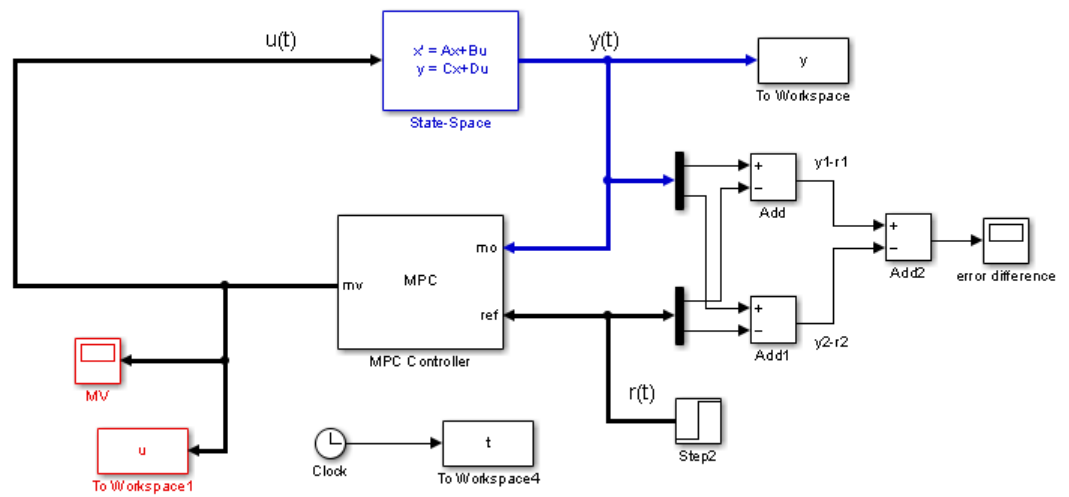 u(t)
x' = Ax+Bu
y = Cx+Du
State-Space
y(t)
y
To Workspace
+
−
Add
y1-r1
+
−
Add2
error difference
mo
MPC
mv
ref
MPC Controller
+
−
Add1
y2-r2
MV
r(t)
Step2
u
To Workspace1
Clock
t
To Workspace4